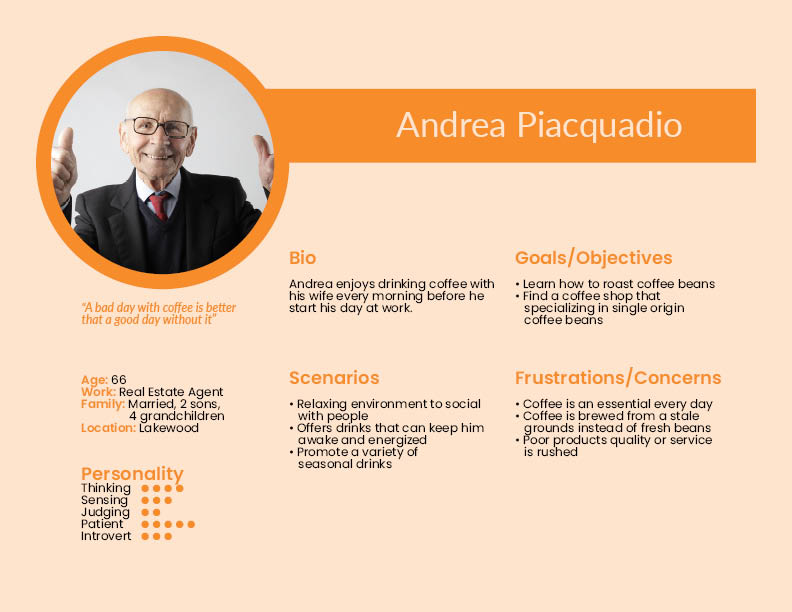 Andrea Piacquadio
“A bad day with coffee is better
that a good day without it”
Age: 66
Work: Real Estate Agent
Family: Married, 2 sons,
4 grandchildren
Location: Lakewood
Personality
Thinking
Sensing
Judging
Patient
Introvert
Bio
Andrea enjoys drinking coffee with
his wife every morning before he
start his day at work.
Scenarios
• Relaxing environment to social
with people
• Offers drinks that can keep him
awake and energized
• Promote a variety of
seasonal drinks
Goals/Objectives
• Learn how to roast coffee beans
• Find a coffee shop that
specializing in single origin
coffee beans
Frustrations/Concerns
• Coffee is an essential every day
• Coffee is brewed from a stale
grounds instead of fresh beans
• Poor products quality or service
is rushed